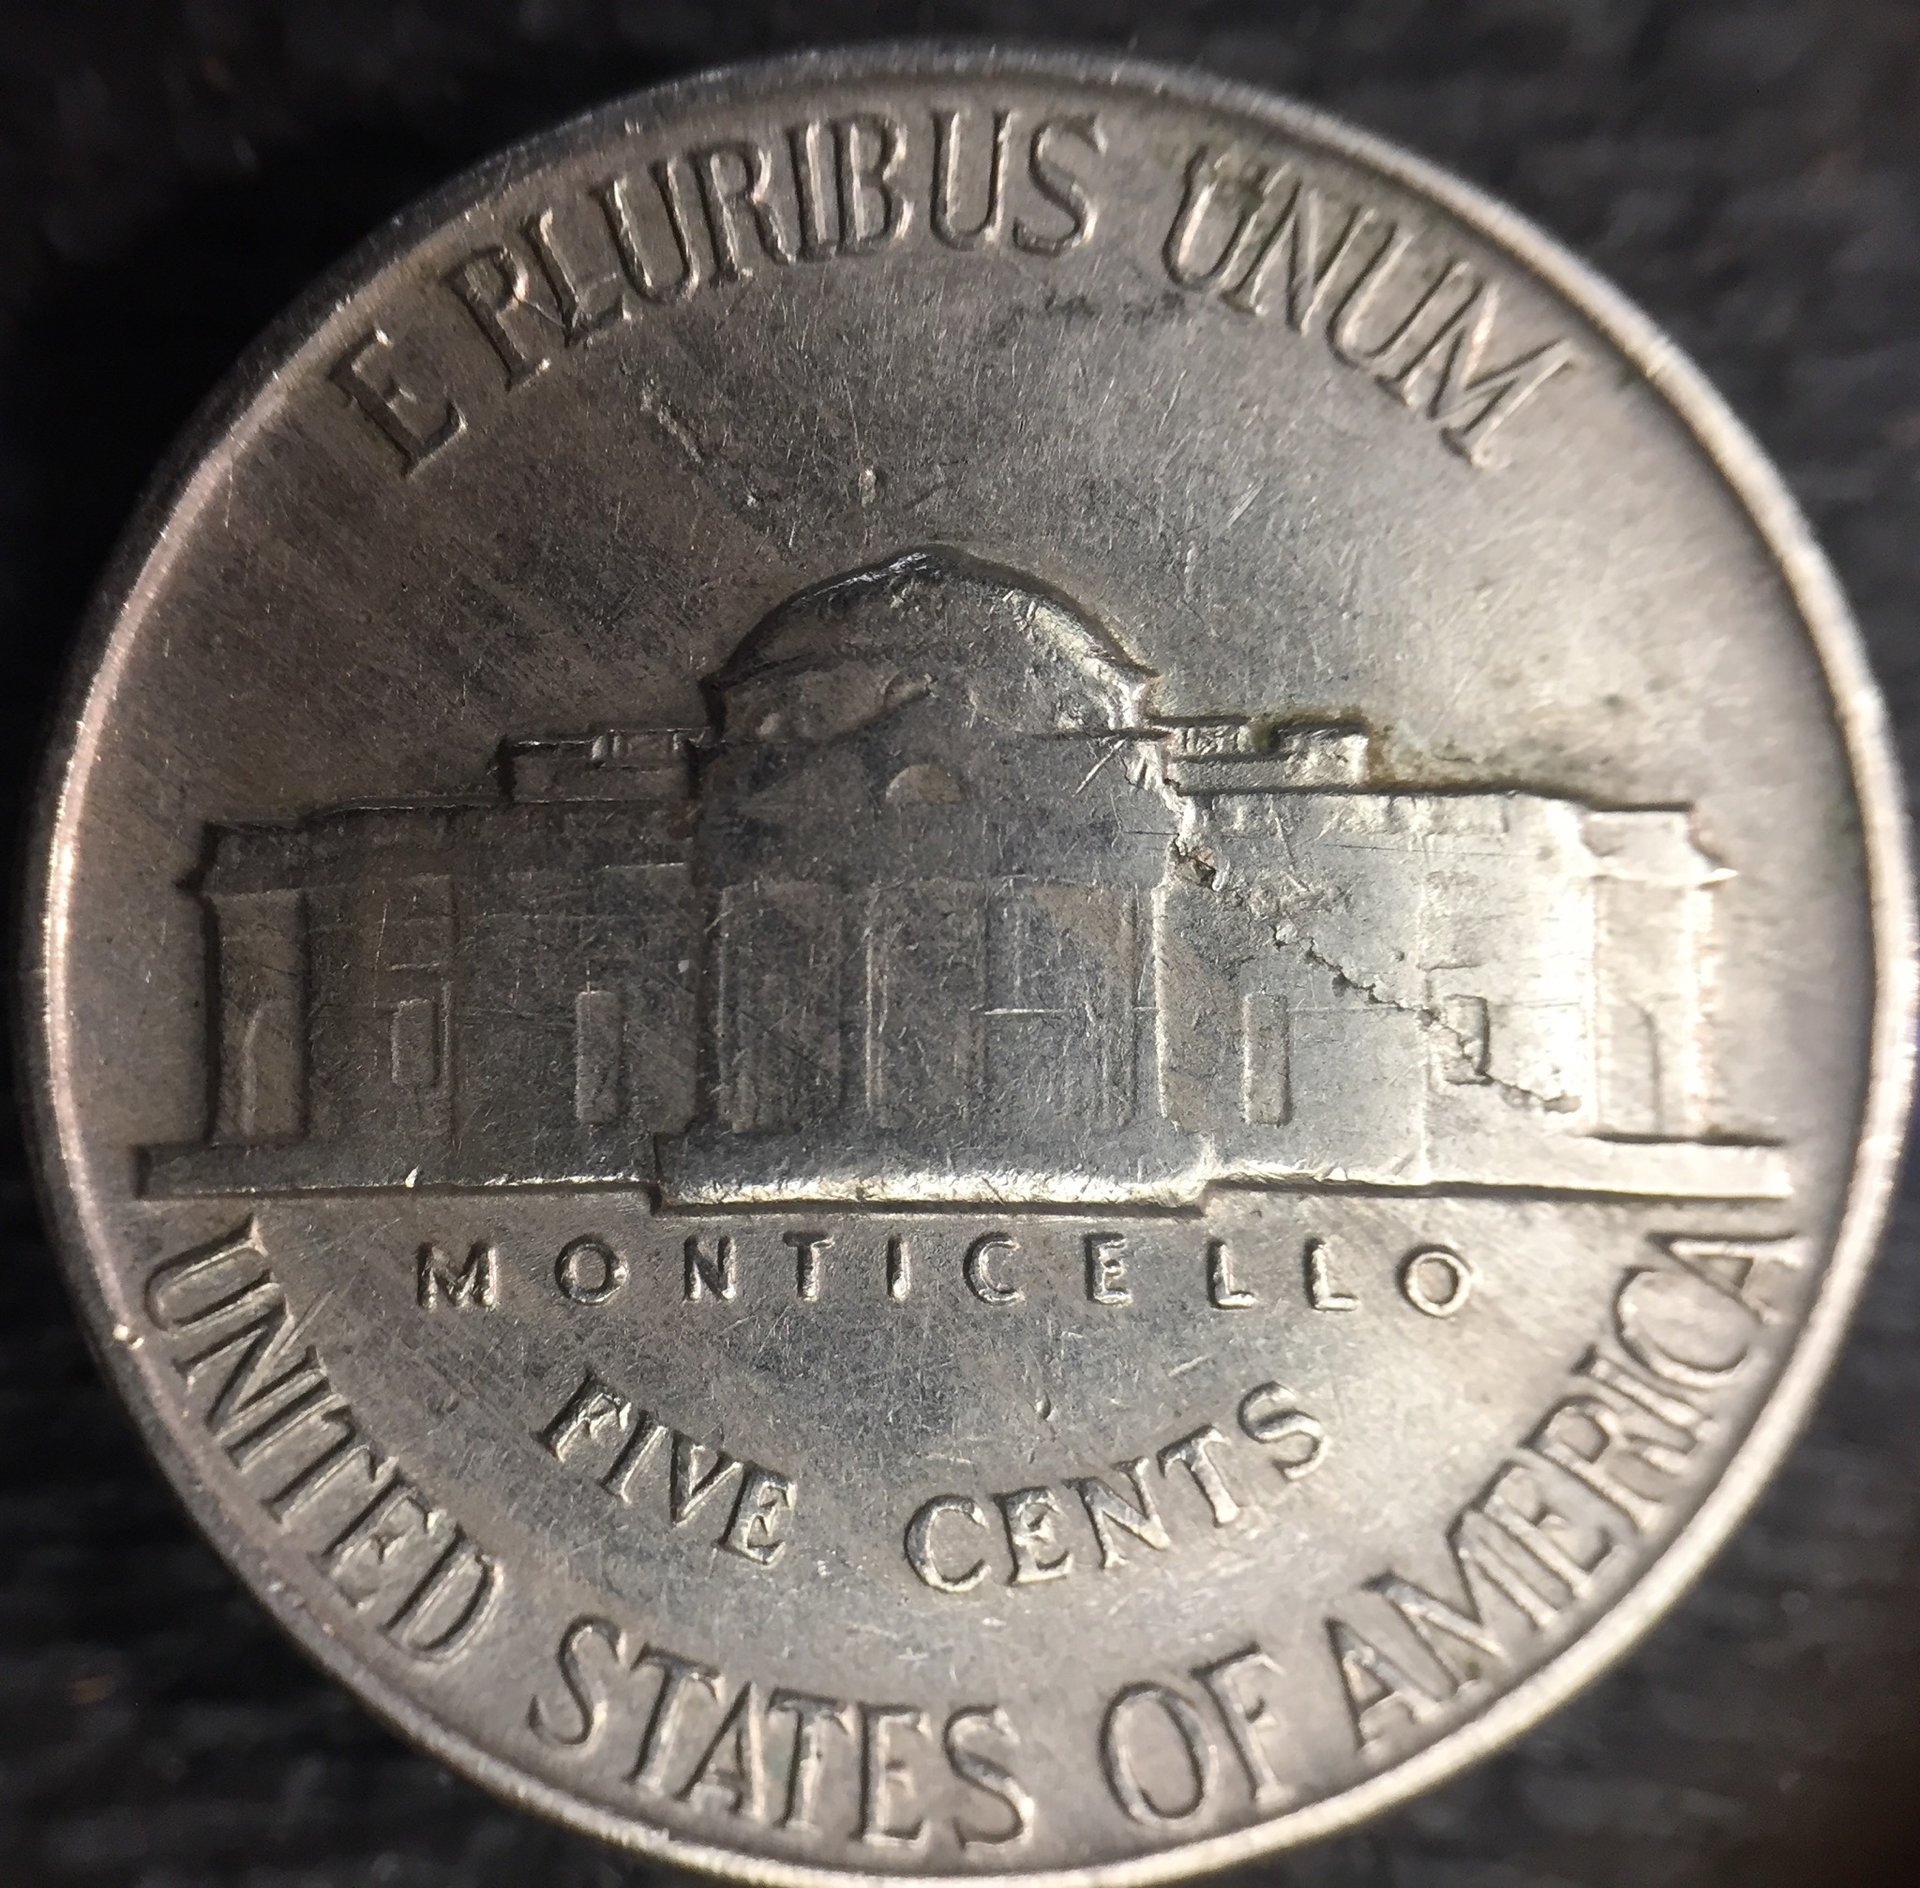 E PLURIBUS UNUM
MONTICELLO
FIVE CENTS
UNITED STATES OF AMERICA